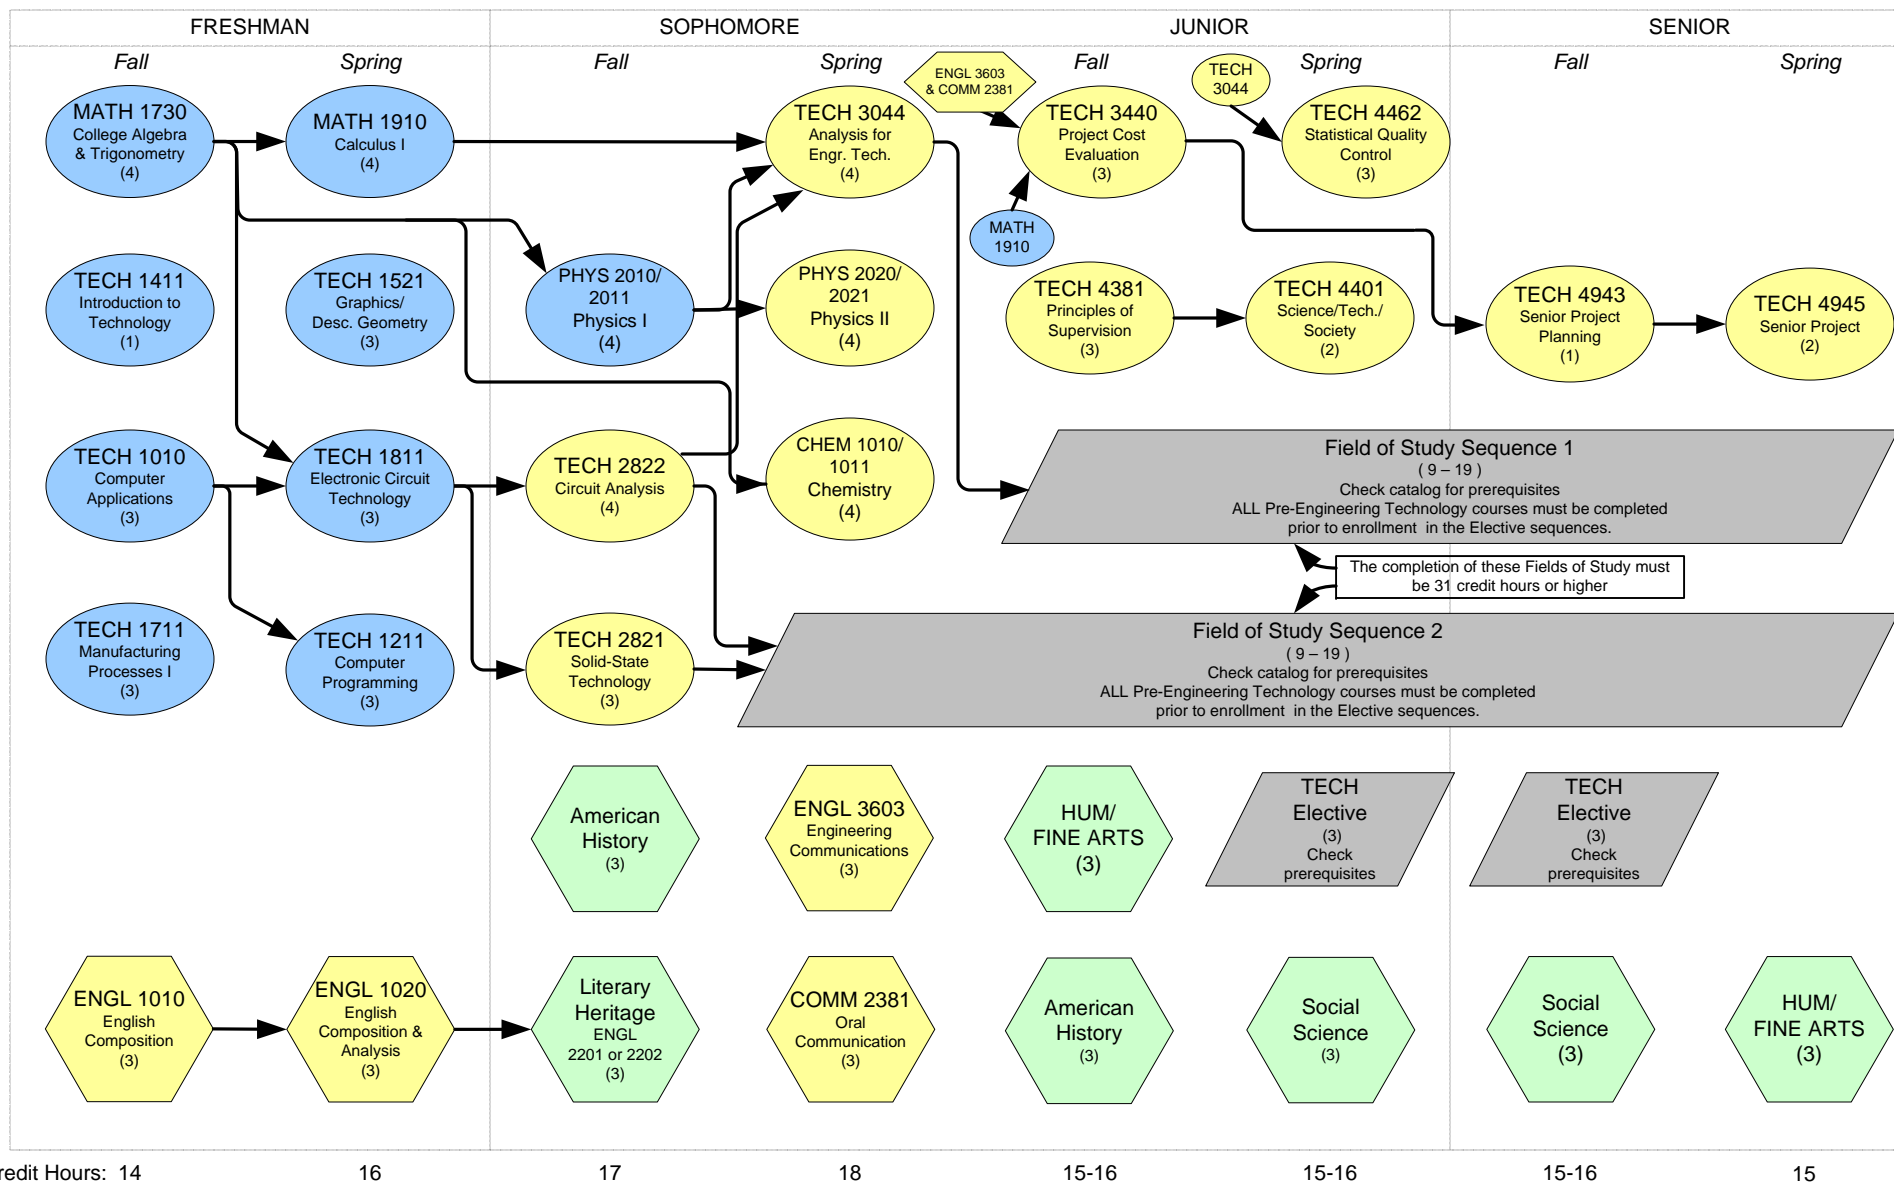 FRESHMAN
SOPHOMORE
JUNIOR
SENIOR
Fall
Spring
Fall
Spring
Fall
Spring
Fall
Spring
MATH 1730
College Algebra
& Trigonometry
(4)
MATH 1910
Calculus I
(4)
TECH 3044
Analysis for
Engr. Tech.
(4)
ENGL 3603
& COMM 2381
TECH 3440
Project Cost
Evaluation
(3)
TECH
3044
TECH 4462
Statistical Quality
Control
(3)
MATH
1910
TECH 1411
Introduction to
Technology
(1)
TECH 1521
Graphics/
Desc. Geometry
(3)
PHYS 2010/
2011
Physics I
(4)
PHYS 2020/
2021
Physics II
(4)
TECH 4381
Principles of
Supervision
(3)
TECH 4401
Science/Tech./
Society
(2)
TECH 4943
Senior Project
Planning
(1)
TECH 4945
Senior Project
(2)
TECH 1010
Computer
Applications
(3)
TECH 1811
Electronic Circuit
Technology
(3)
TECH 2822
Circuit Analysis
(4)
CHEM 1010/
1011
Chemistry
(4)
Field of Study Sequence 1
( 9 – 19 )
Check catalog for prerequisites
ALL Pre-Engineering Technology courses must be completed
prior to enrollment in the Elective sequences.
The completion of these Fields of Study must
be 31 credit hours or higher
TECH 1711
Manufacturing
Processes I
(3)
TECH 1211
Computer
Programming
(3)
TECH 2821
Solid-State
Technology
(3)
Field of Study Sequence 2
( 9 – 19 )
Check catalog for prerequisites
ALL Pre-Engineering Technology courses must be completed
prior to enrollment in the Elective sequences.
American
History
(3)
ENGL 3603
Engineering
Communications
(3)
HUM/
FINE ARTS
(3)
TECH
Elective
(3)
Check
prerequisites
TECH
Elective
(3)
Check
prerequisites
ENGL 1010
English
Composition
(3)
ENGL 1020
English
Composition &
Analysis
(3)
Literary
Heritage
ENGL
2201 or 2202
(3)
COMM 2381
Oral
Communication
(3)
American
History
(3)
Social
Science
(3)
Social
Science
(3)
HUM/
FINE ARTS
(3)
redit Hours: 14
16
17
18
15-16
15-16
15-16
15